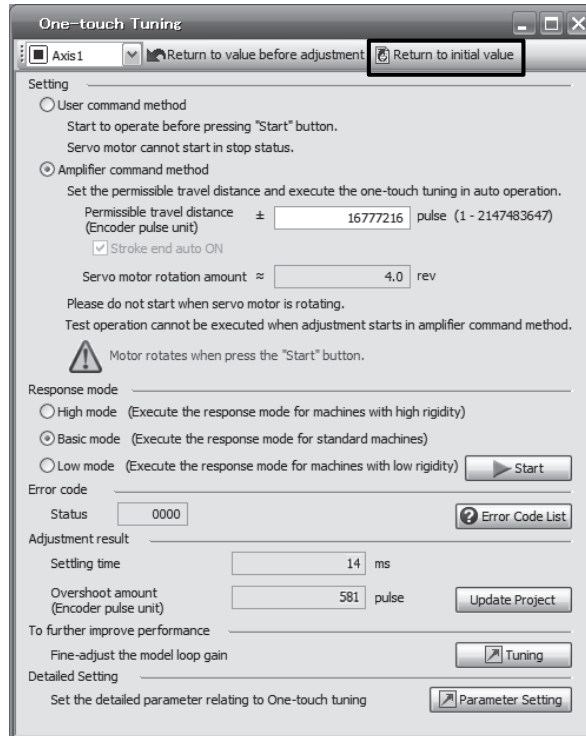 One-touch Tuning
Axis1 Return to value before adjustment Return to initial value
Setting
User command method
Start to operate before pressing "Start" button.
Servo motor cannot start in stop status.
Amplifier command method
Set the permissible travel distance and execute the one-touch tuning in auto operation.
Permissible travel distance
(Encoder pulse unit) ± 16777216 pulse (1 - 2147483647)
Stroke end auto ON
Servo motor rotation amount ≈ 4.0 rev
Please do not start when servo motor is rotating.
Test operation cannot be executed when adjustment starts in amplifier command method.
Motor rotates when press the "Start" button.
Response mode
High mode (Execute the response mode for machines with high rigidity)
Basic mode (Execute the response mode for standard machines)
Low mode (Execute the response mode for machines with low rigidity) Start
Error code
Status 0000 Error Code List
Adjustment result
Settling time 14 ms
Overshoot amount
(Encoder pulse unit) 581 pulse Update Project
To further improve performance
Fine-adjust the model loop gain Tuning
Detailed Setting
Set the detailed parameter relating to One-touch tuning Parameter Setting